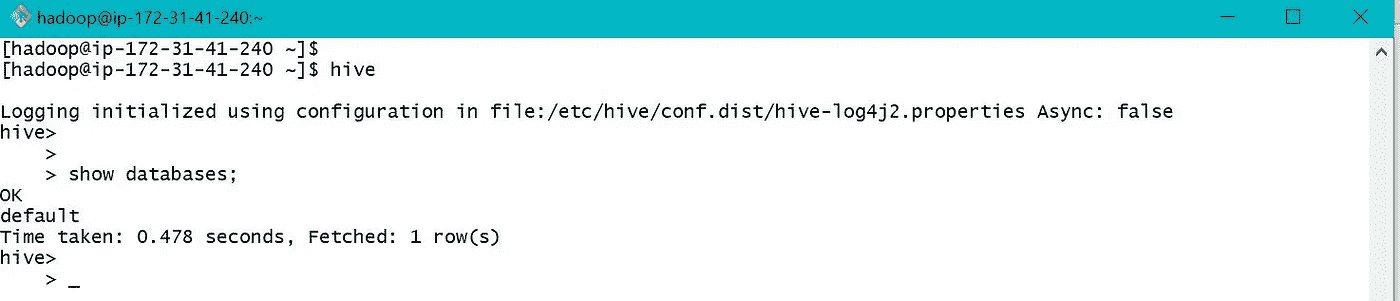 hadoop@ip-172-31-41-240:~
[hadoop@ip-172-31-41-240 ~]$
[hadoop@ip-172-31-41-240 ~]$ hive
Logging initialized using configuration in file:/etc/hive/conf.dist/hive-log4j2.properties Async: false
hive>
    >
    > show databases;
OK
default
Time taken: 0.478 seconds, Fetched: 1 row(s)
hive>
    > _